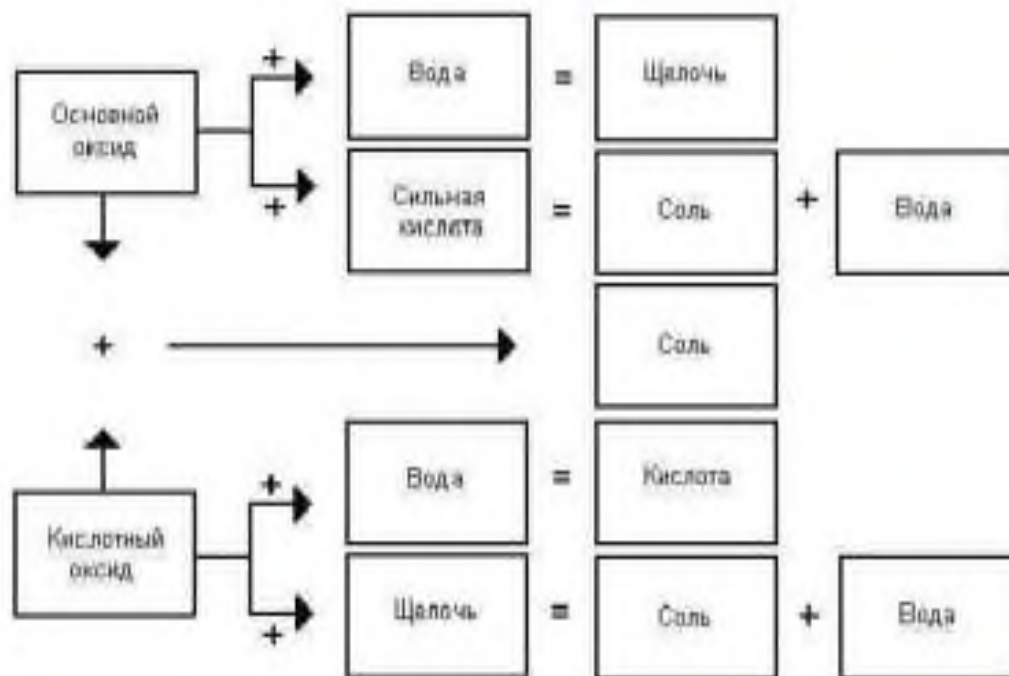 Основной
оксид
+
Вода
=
Щелочь
+
Сильная
кислота
=
Соль
+
Вода
+
Соль
Кислотный
оксид
+
Вода
=
Кислота
+
Щелочь
=
Соль
+
Вода